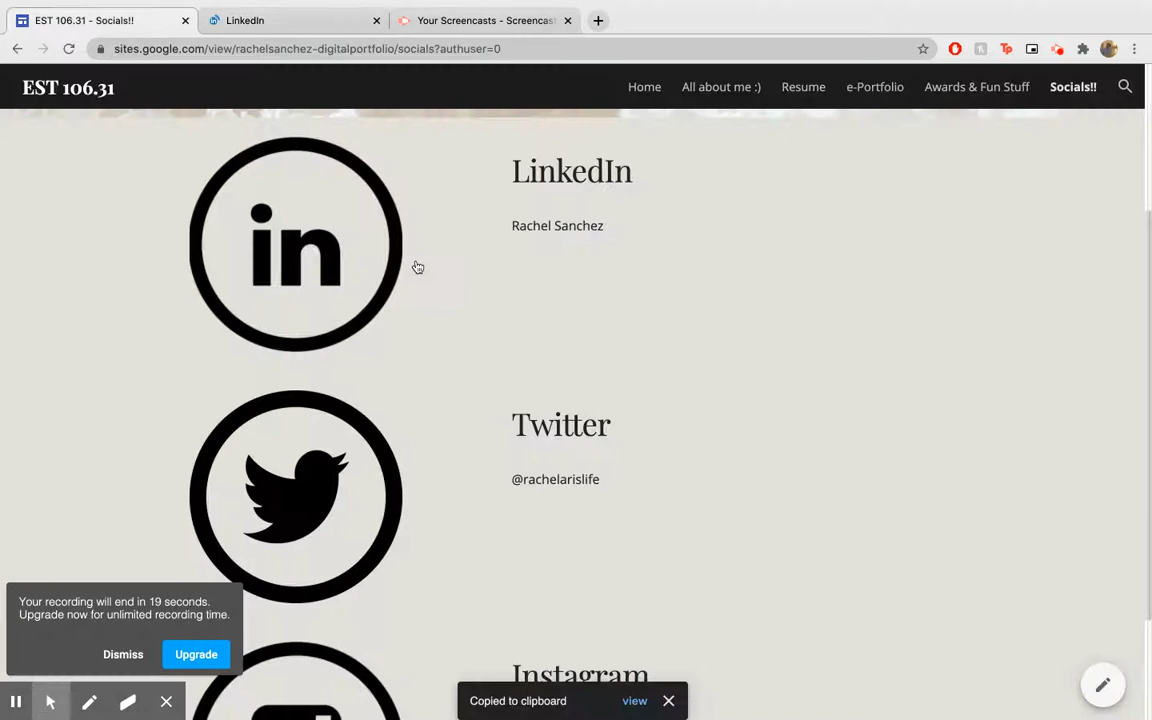 EST 106.31 - Socials!!
LinkedIn
Your Screencasts - Screencast
sites.google.com/view/rachelsanchez-digitalportfolio/socials?authuser=0
EST 106.31
Home
All about me :)
Resume
e-Portfolio
Awards & Fun Stuff
Socials!!
in
LinkedIn
Rachel Sanchez
Twitter
@rachelarislife
Instagram
Your recording will end in 19 seconds.
Upgrade now for unlimited recording time.
Dismiss
Upgrade
Copied to clipboard
view